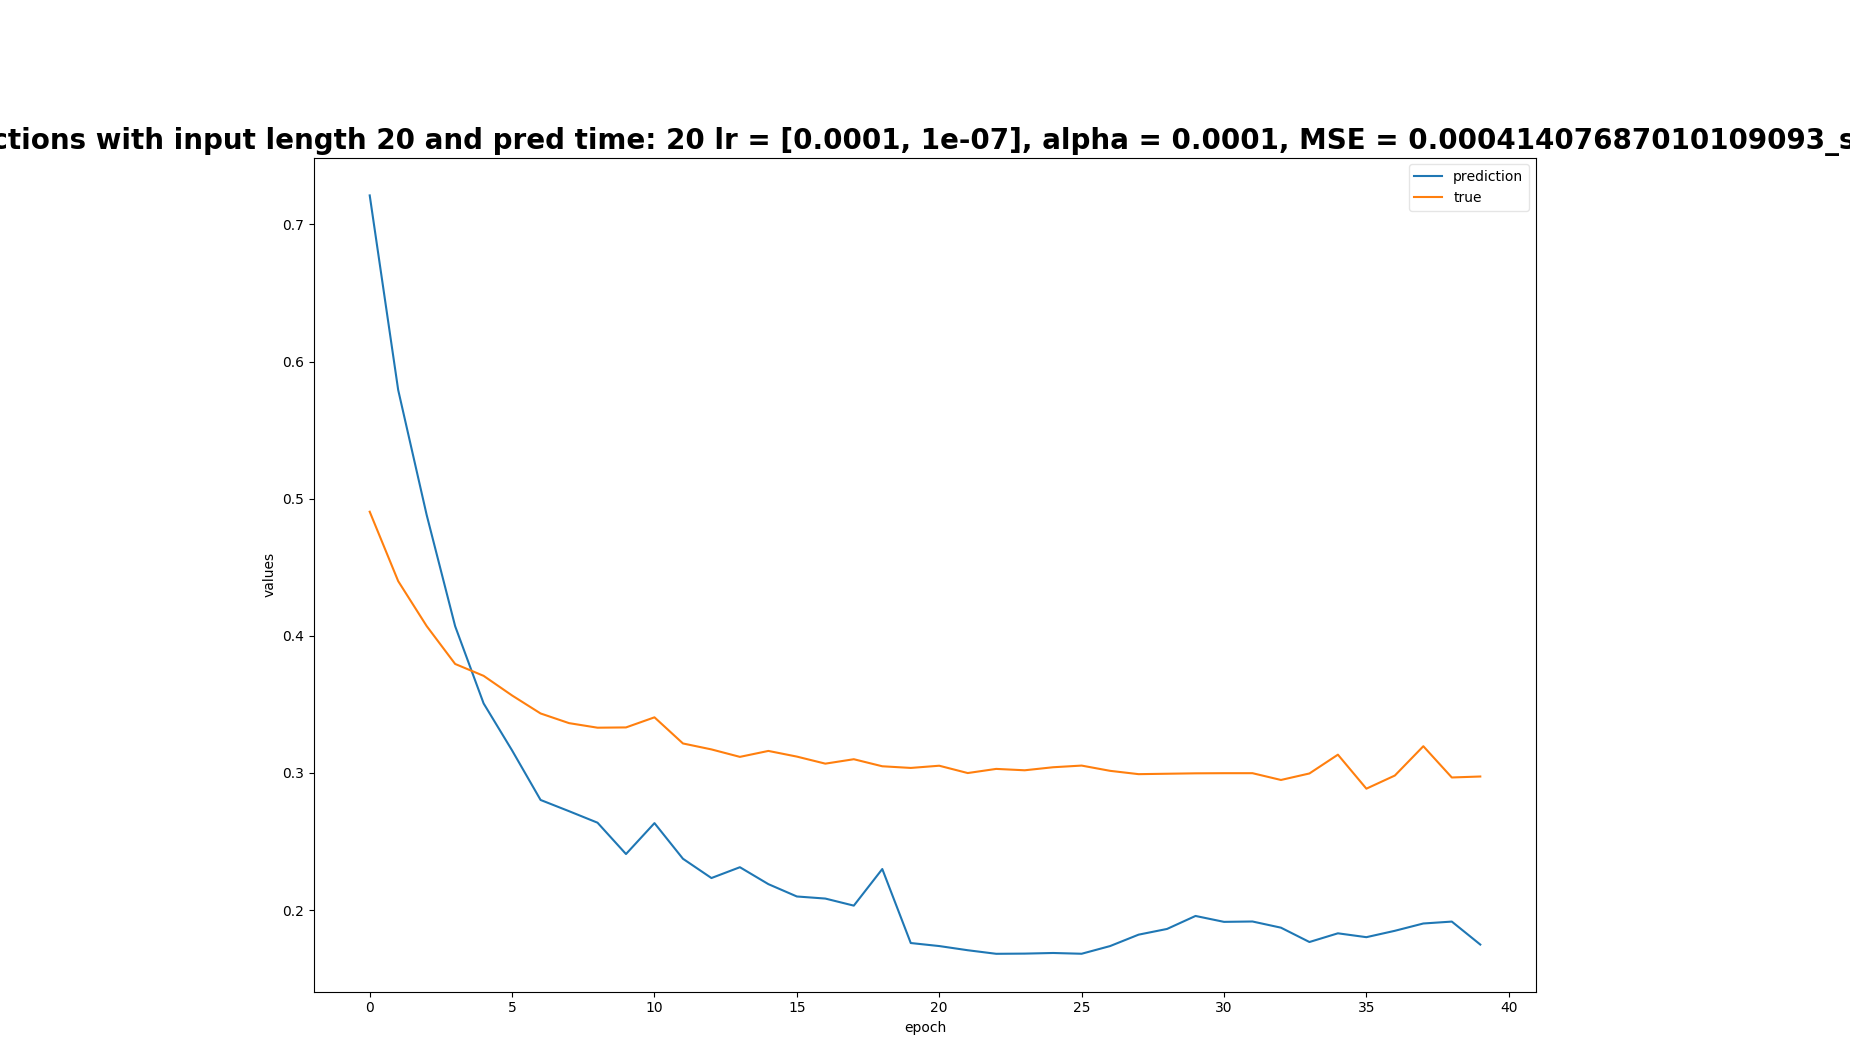 ctions with input length 20 and pred time: 20 lr = [0.0001, 1e-07], alpha = 0.0001, MSE = 0.00041407687010109093_s
prediction
true
0.7
0.6
0.5
0.4
0.3
0.2
values
0 5 10 15 20 25 30 35 40
epoch